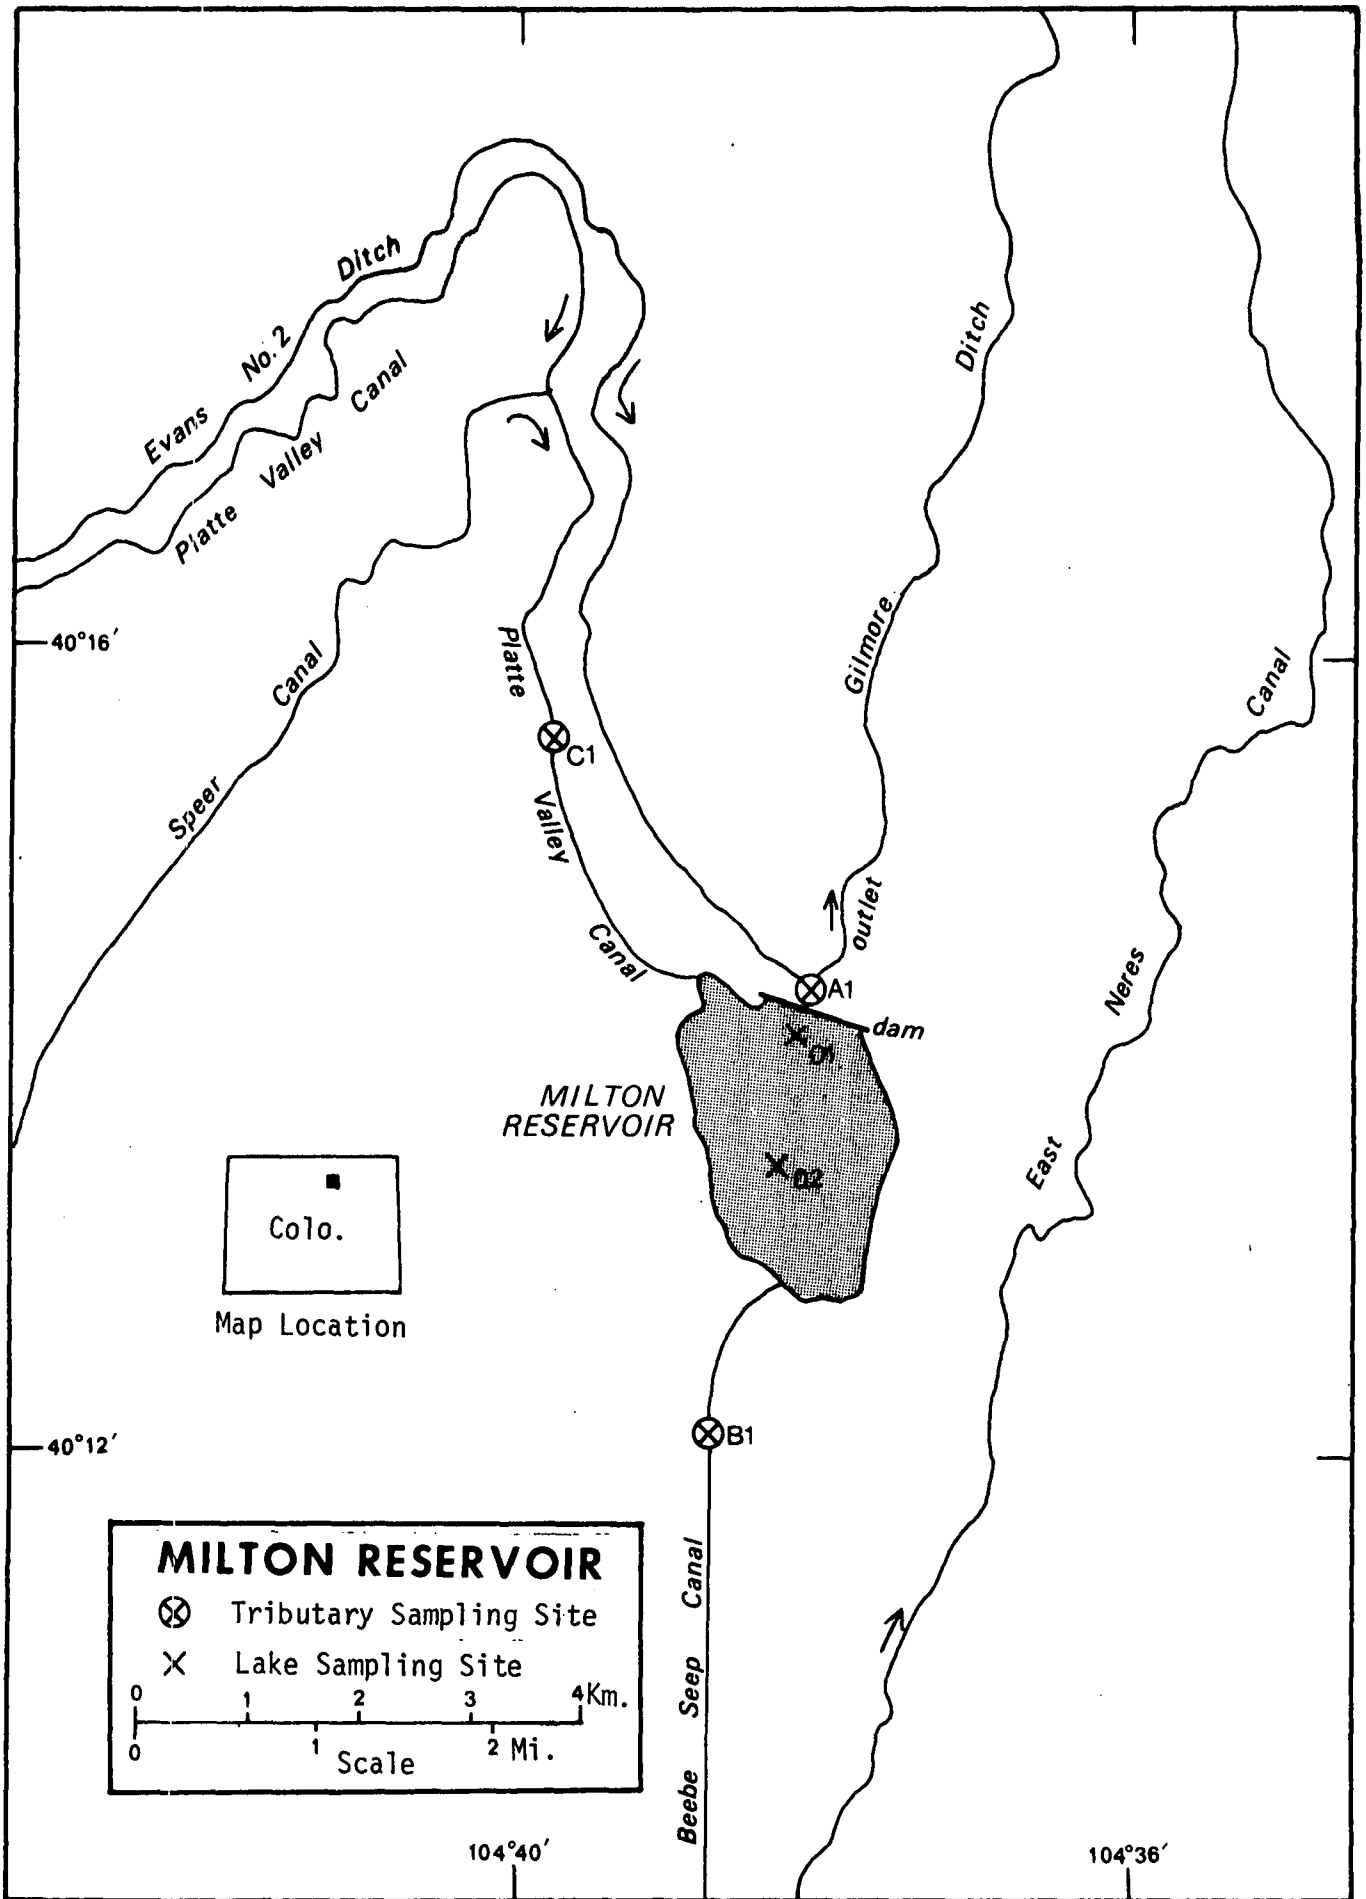 Ditch
No. 2
Evans
Canal
Valley
Platte
Ditch
Gilmore
40°16′
Platte
Canal
Canal
C1
Speer
Valley
outlet
Canal
Neres
A1
dam
01
MILTON
RESERVOIR
02
East
Colo.
Map Location
B1
40°12′
MILTON RESERVOIR
Tributary Sampling Site
Lake Sampling Site
0 1 2 3 4 Km.
0 1 2 Mi.
Scale
Beebe Seep Canal
104°40′
104°36′